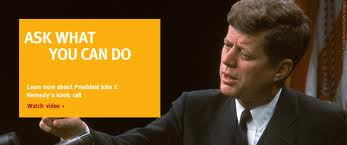 ASK WHAT
YOU CAN DO
Learn more about President John F.
Kennedy's iconic call
Watch video